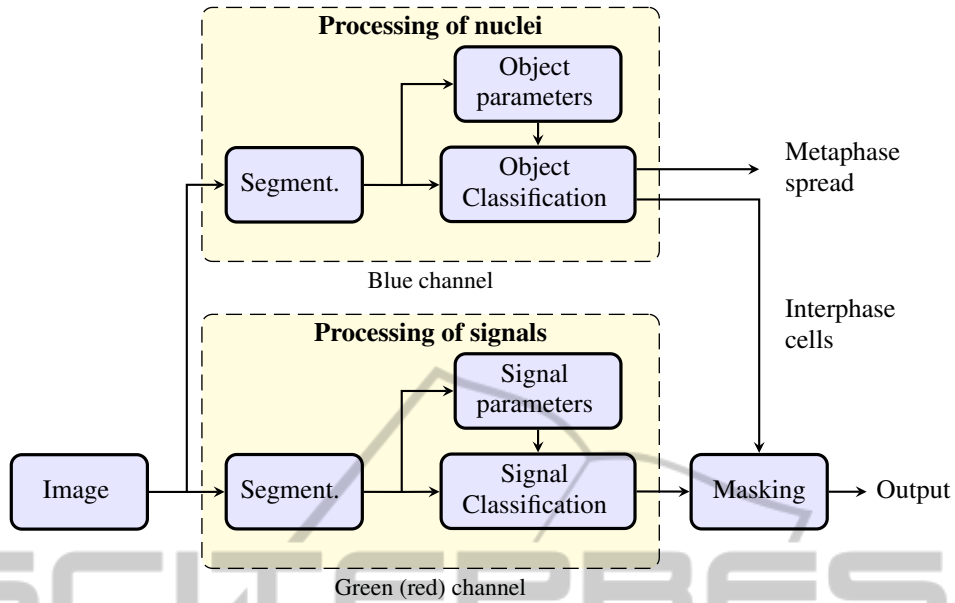 Processing of nuclei
Object
parameters
Segment.
Object
Classification
Metaphase
spread
Blue channel
Interphase
cells
Processing of signals
Signal
parameters
Image
Segment.
Signal
Classification
Masking
Output
Green (red) channel